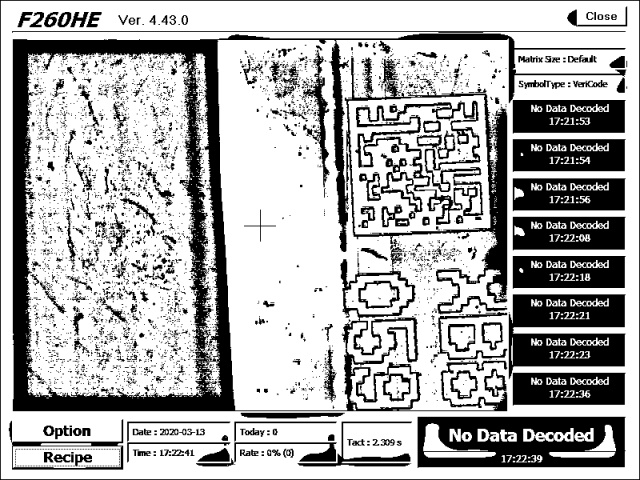 F260HE Ver. 4.43.0
Close
Matrix Size : Default
SymbolType : VeriCode
No Data Decoded
17:21:53
No Data Decoded
17:21:54
No Data Decoded
17:21:56
No Data Decoded
17:22:08
No Data Decoded
17:22:18
No Data Decoded
17:22:21
No Data Decoded
17:22:23
No Data Decoded
17:22:36
Option
Recipe
Date : 2020-03-13
Time : 17:22:41
Today : 0
Rate : 0% (0)
Tact : 2.309 s
No Data Decoded
17:22:39